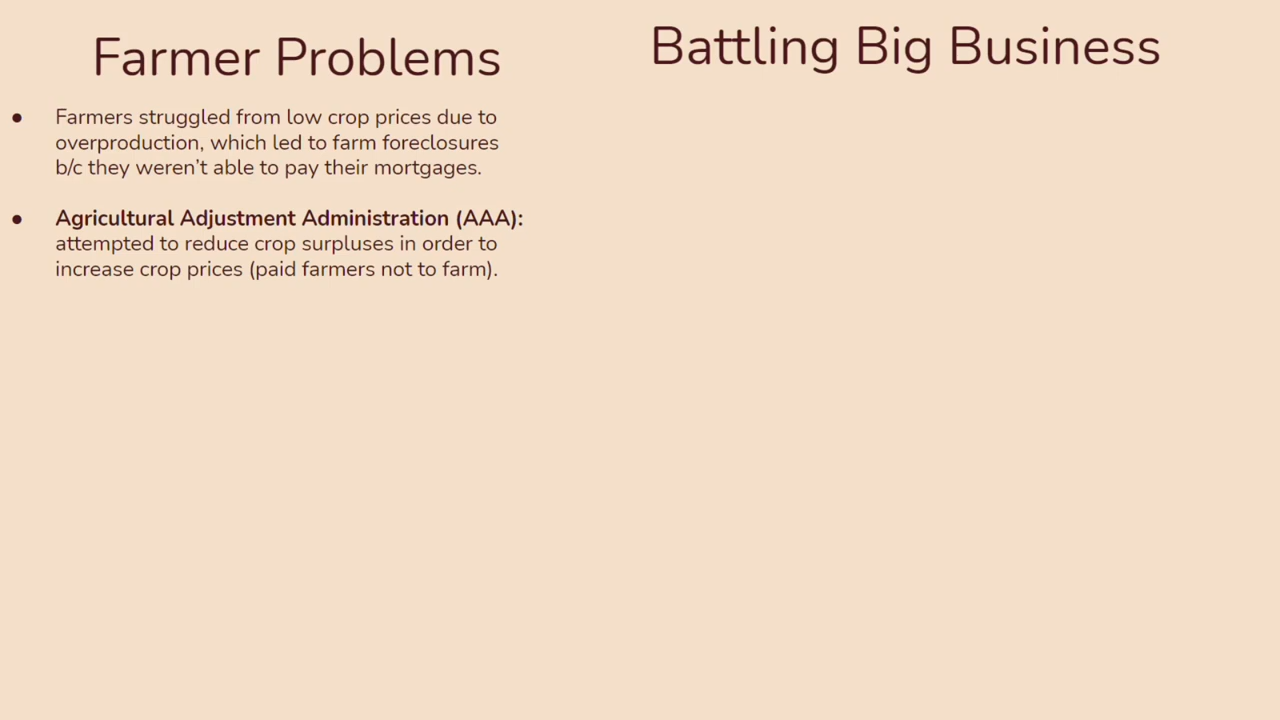 Farmer Problems
● Farmers struggled from low crop prices due to
overproduction, which led to farm foreclosures
b/c they weren’t able to pay their mortgages.
● Agricultural Adjustment Administration (AAA):
attempted to reduce crop surpluses in order to
increase crop prices (paid farmers not to farm).
Battling Big Business